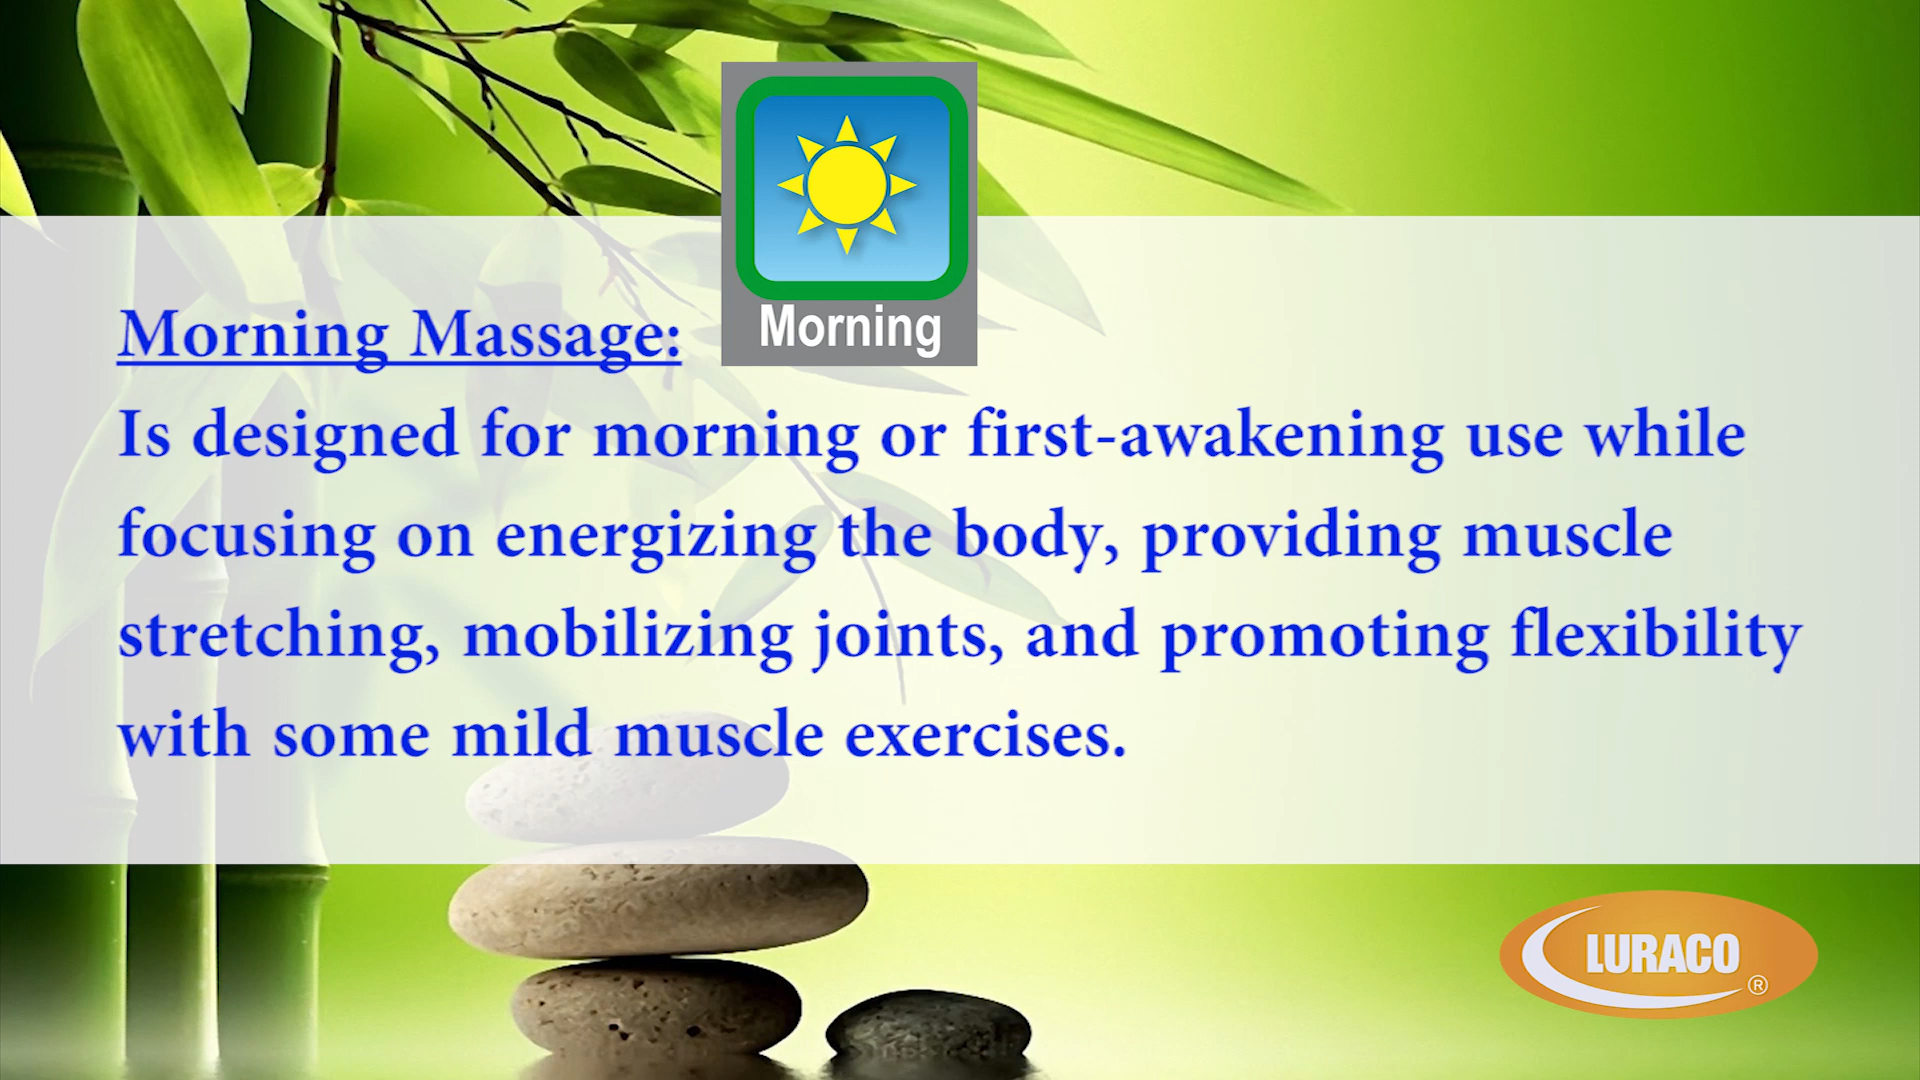 Morning
Morning Massage:
Is designed for morning or first-awakening use while
focusing on energizing the body, providing muscle
stretching, mobilizing joints, and promoting flexibility
with some mild muscle exercises.
LURACO
®